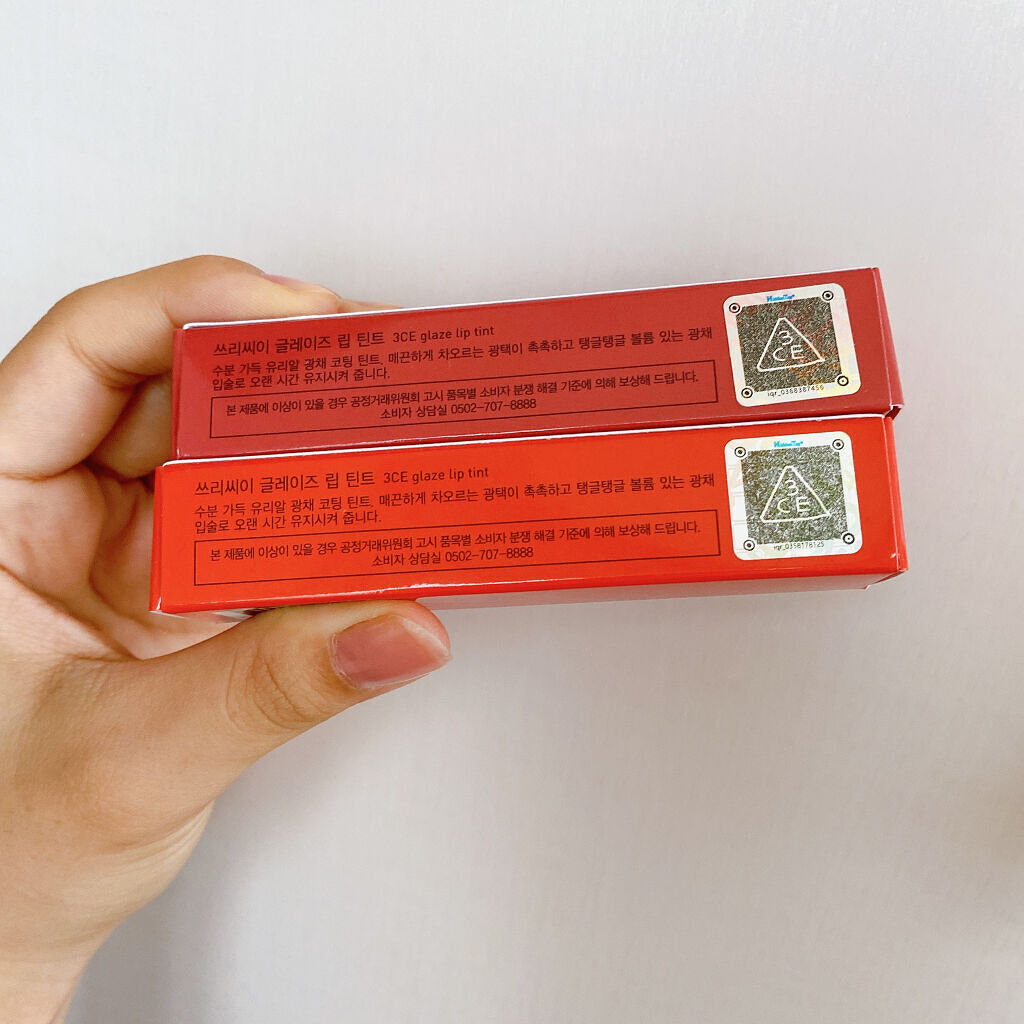 쓰리씨이 글레이즈 립 틴트 3CE glaze lip tint
수분 가득 유리알 광채 코팅 틴트, 매끈하게 차오르는 광택이 촉촉하고 탱글탱글 볼륨 있는 광채
입술로 오랜 시간 유지시켜 줍니다.
본 제품에 이상이 있을 경우 공정거래위원회 고시 품목별 소비자 분쟁 해결 기준에 의해 보상해 드립니다.
소비자 상담실 0502-707-8888
HiddenTag
3CE
iqr_0388387456
쓰리씨이 글레이즈 립 틴트 3CE glaze lip tint
수분 가득 유리알 광채 코팅 틴트, 매끈하게 차오르는 광택이 촉촉하고 탱글탱글 볼륨 있는 광채
입술로 오랜 시간 유지시켜 줍니다.
본 제품에 이상이 있을 경우 공정거래위원회 고시 품목별 소비자 분쟁 해결 기준에 의해 보상해 드립니다.
소비자 상담실 0502-707-8888
HiddenTag
3CE
iqr_0358178125